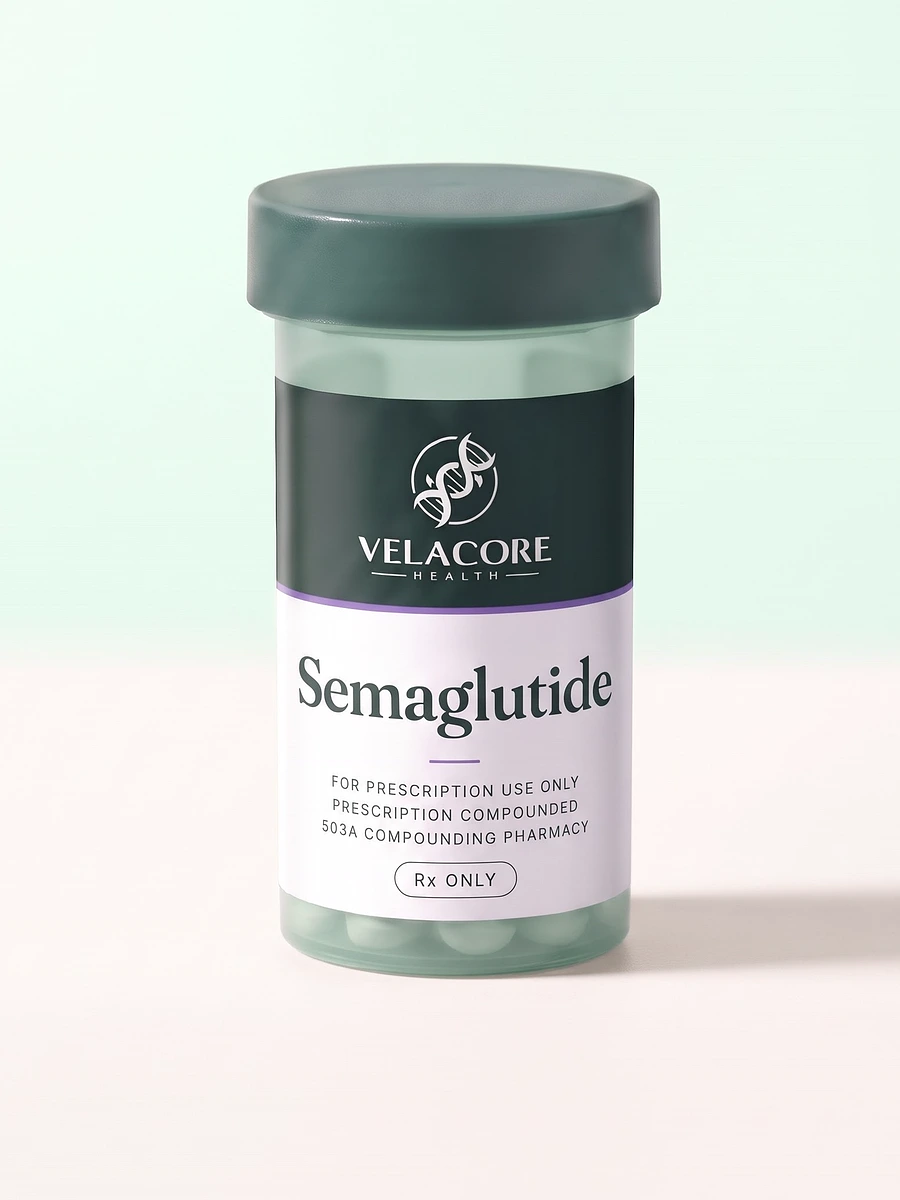 VELACORE
HEALTH
Semaglutide
FOR PRESCRIPTION USE ONLY
PRESCRIPTION COMPOUNDED
503A COMPOUNDING PHARMACY
Rx ONLY